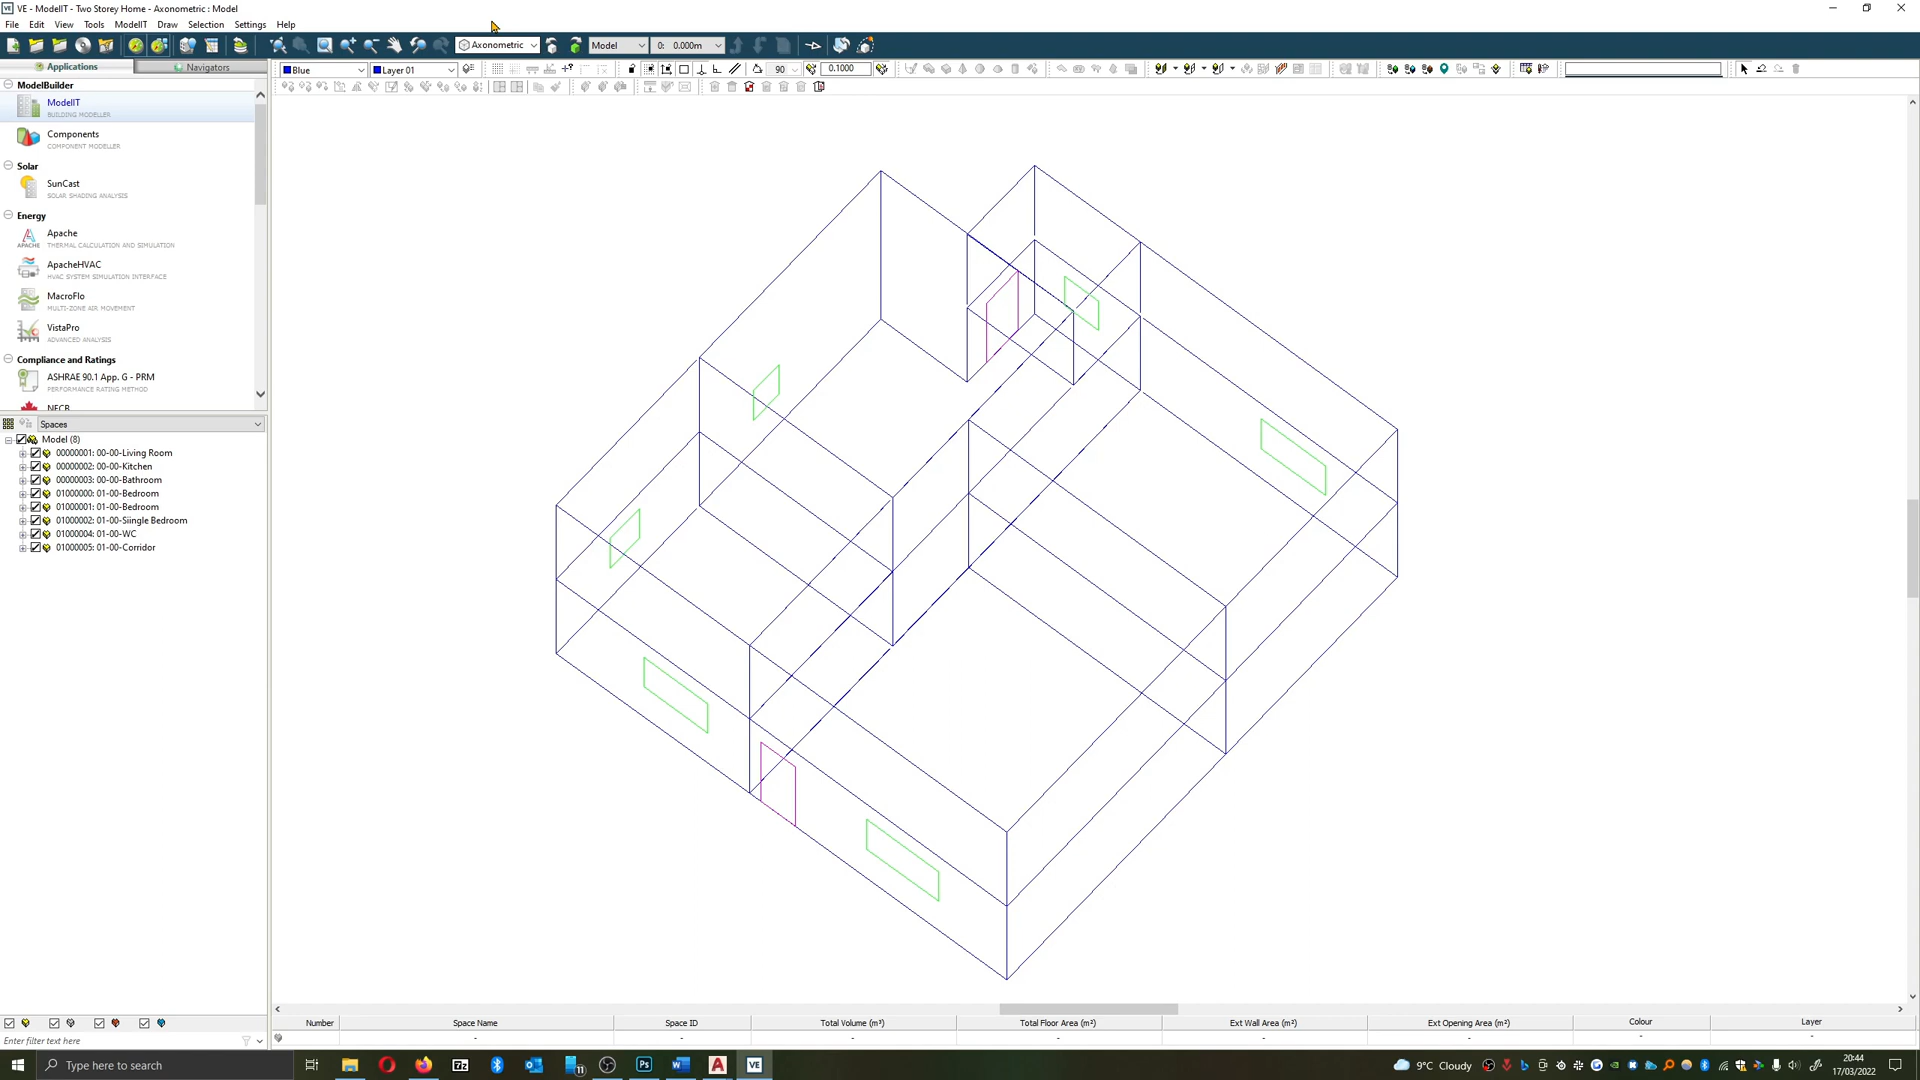 VE - ModelIT - Two Storey Home - Axonometric : Model
File Edit View Tools ModelIT Draw Selection Settings Help
Axonometric Model 0: 0.000m
Applications Navigators
Blue Layer 01 90 0.1000
ModelBuilder
ModelIT
BUILDING MODELLER
Components
COMPONENT MODELLER
Solar
SunCast
SOLAR SHADING ANALYSIS
Energy
Apache
APACHE THERMAL CALCULATION AND SIMULATION
ApacheHVAC
HVAC SYSTEM SIMULATION INTERFACE
MacroFlo
MULTI-ZONE AIR MOVEMENT
VistaPro
ADVANCED ANALYSIS
Compliance and Ratings
ASHRAE 90.1 App. G - PRM
PERFORMANCE RATING METHOD
NECB
Spaces
Model (8)
00000001: 00-00-Living Room
00000002: 00-00-Kitchen
00000003: 00-00-Bathroom
01000000: 01-00-Bedroom
01000001: 01-00-Bedroom
01000002: 01-00-Siingle Bedroom
01000004: 01-00-WC
01000005: 01-00-Corridor
Number Space Name Space ID Total Volume (m³) Total Floor Area (m²) Ext Wall Area (m²) Ext Opening Area (m²) Colour Layer
- - - - - - - -
Enter filter text here
Type here to search
7z 11 Ps W A VE
9°C Cloudy
20:44
17/03/2022